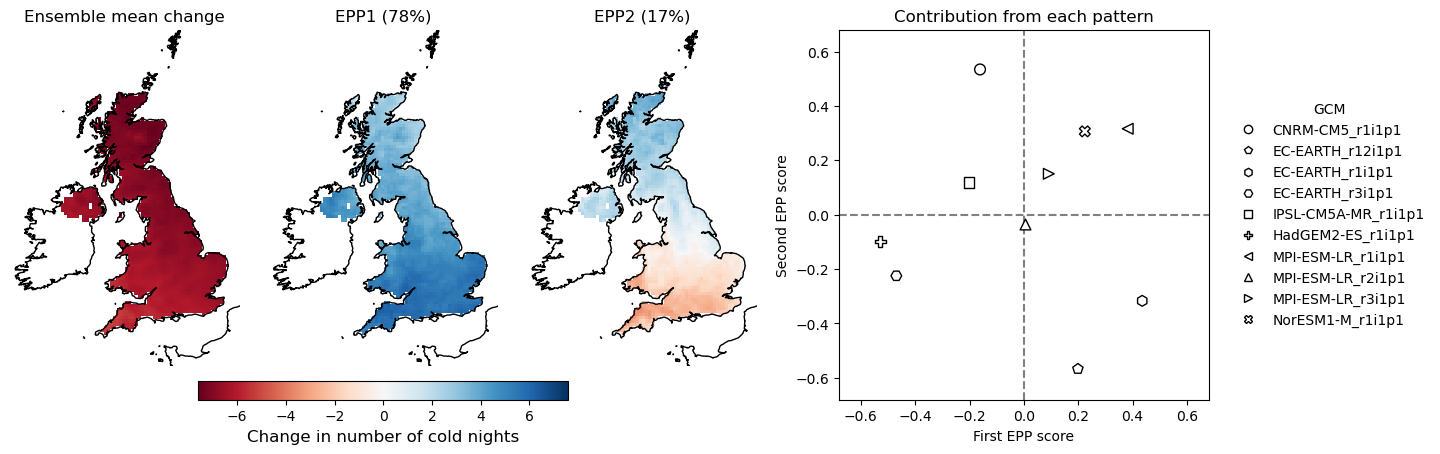 Ensemble mean change
EPP1 (78%)
EPP2 (17%)
−6 −4 −2 0 2 4 6
Change in number of cold nights
Contribution from each pattern
Second EPP score
0.6
0.4
0.2
0.0
−0.2
−0.4
−0.6
−0.6 −0.4 −0.2 0.0 0.2 0.4 0.6
First EPP score
GCM
CNRM-CM5_r1i1p1
EC-EARTH_r12i1p1
EC-EARTH_r1i1p1
EC-EARTH_r3i1p1
IPSL-CM5A-MR_r1i1p1
HadGEM2-ES_r1i1p1
MPI-ESM-LR_r1i1p1
MPI-ESM-LR_r2i1p1
MPI-ESM-LR_r3i1p1
NorESM1-M_r1i1p1